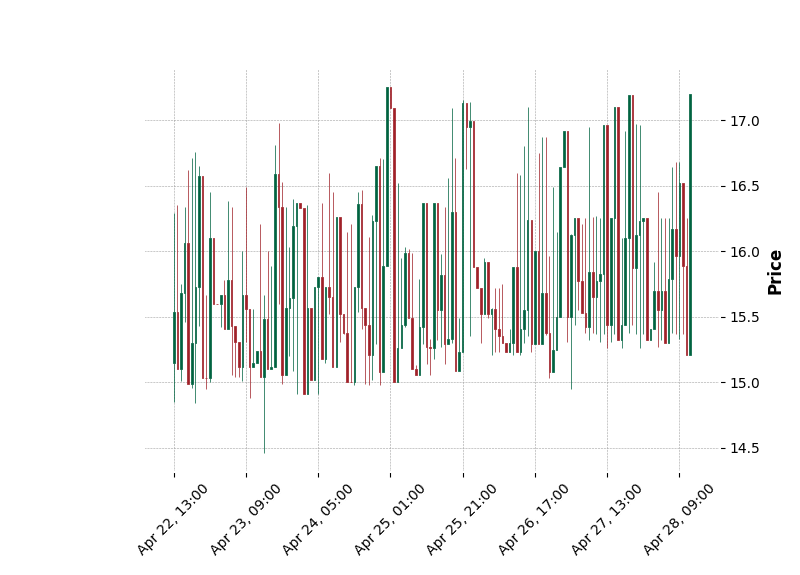 17.0
16.5
16.0
15.5
15.0
14.5
Price
Apr 22, 13:00
Apr 23, 09:00
Apr 24, 05:00
Apr 25, 01:00
Apr 25, 21:00
Apr 26, 17:00
Apr 27, 13:00
Apr 28, 09:00